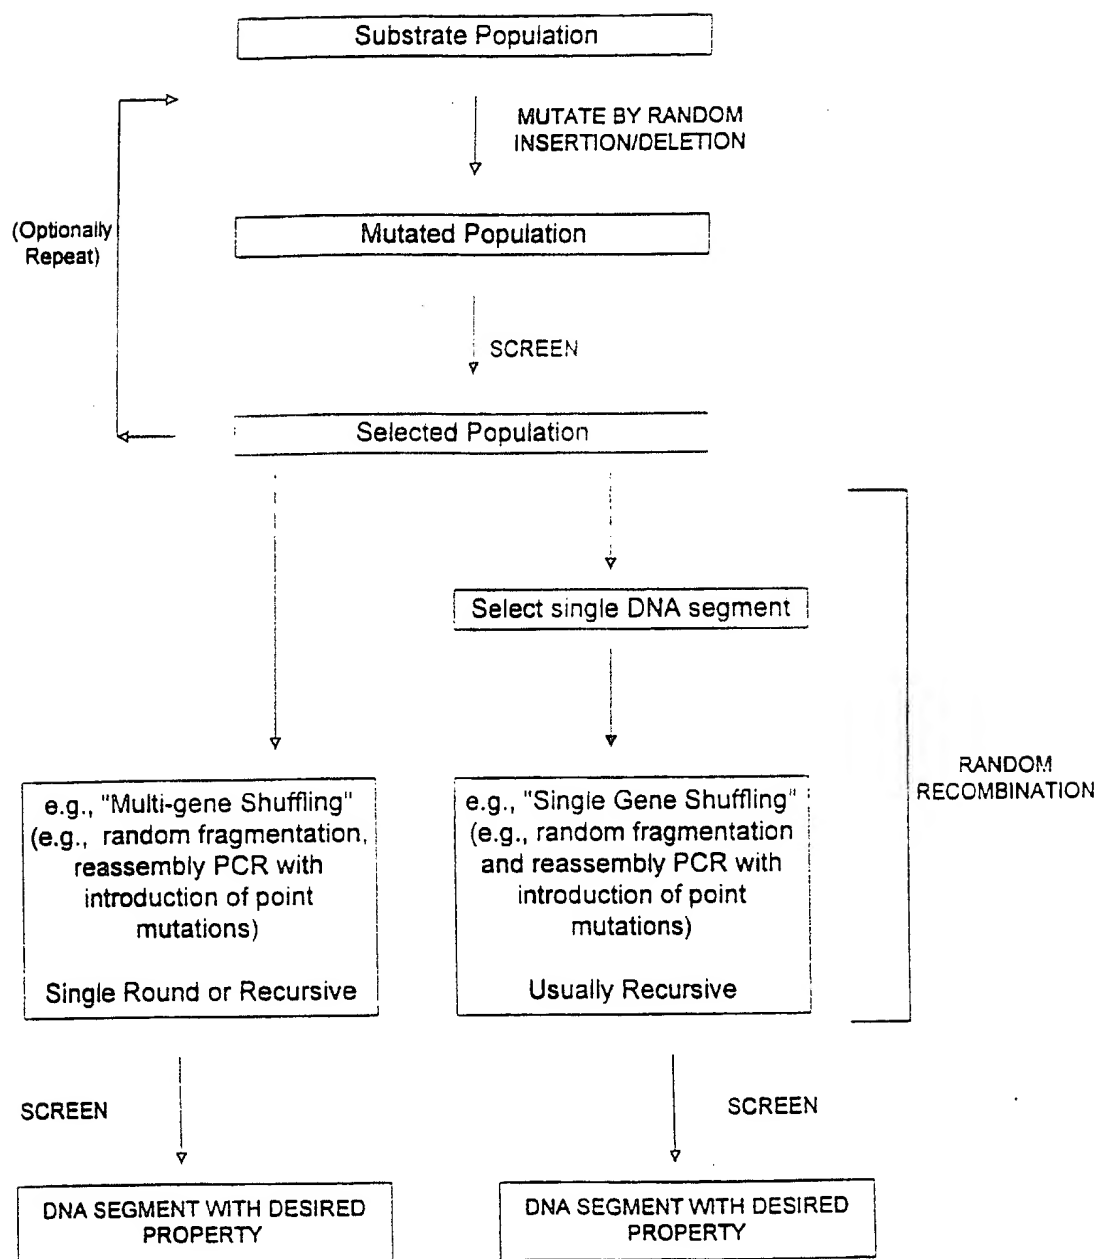 Substrate Population
MUTATE BY RANDOM
INSERTION/DELETION
(Optionally
Repeat)
Mutated Population
SCREEN
Selected Population
Select single DNA segment
RANDOM
RECOMBINATION
e.g., "Multi-gene Shuffling"
(e.g., random fragmentation,
reassembly PCR with
introduction of point
mutations)
Single Round or Recursive
e.g., "Single Gene Shuffling"
(e.g., random fragmentation
and reassembly PCR with
introduction of point
mutations)
Usually Recursive
SCREEN
SCREEN
DNA SEGMENT WITH DESIRED
PROPERTY
DNA SEGMENT WITH DESIRED
PROPERTY